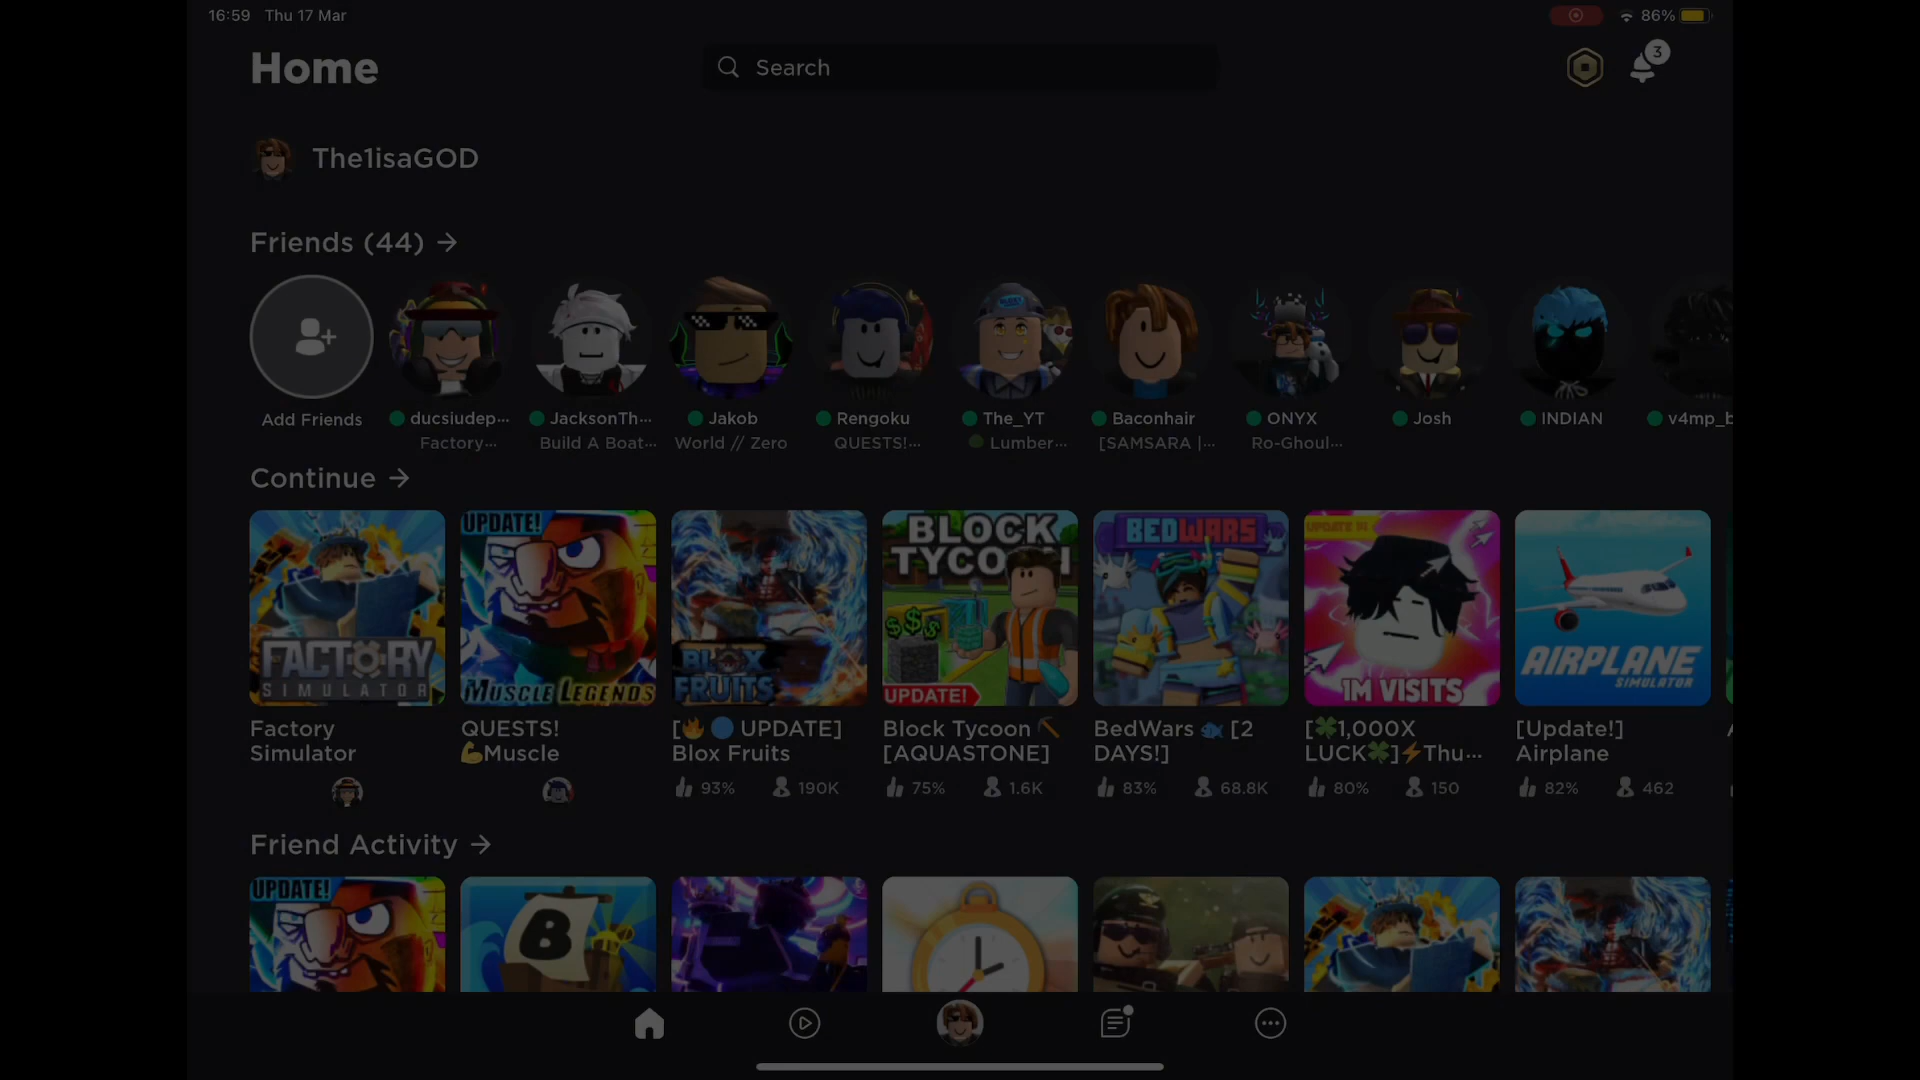 16:59 Thu 17 Mar
86%
Home
Search
3
The1isaGOD
Friends (44) →
Add Friends
ducsiudep...
Factory...
JacksonTh...
Build A Boat...
Jakob
World // Zero
Rengoku
QUESTS!...
The_YT
Lumber...
Baconhair
[SAMSARA |...
ONYX
Ro-Ghoul...
Josh
INDIAN
v4mp_b
Continue →
FACTORY
SIMULATOR
UPDATE!
MUSCLE LEGENDS
BLOX
FRUITS
BLOCK
TYCOON
$$$
UPDATE!
BEDWARS
UPDATE
1M VISITS
AIRPLANE
SIMULATOR
Factory
Simulator
QUESTS!
💪Muscle
[🔥🔵 UPDATE]
Blox Fruits
93% 190K
Block Tycoon ⛏
[AQUASTONE]
75% 1.6K
BedWars 🐟 [2
DAYS!]
83% 68.8K
[🍀1,000X
LUCK🍀]⚡Thu...
80% 150
[Update!]
Airplane
82% 462
Friend Activity →
UPDATE!
B